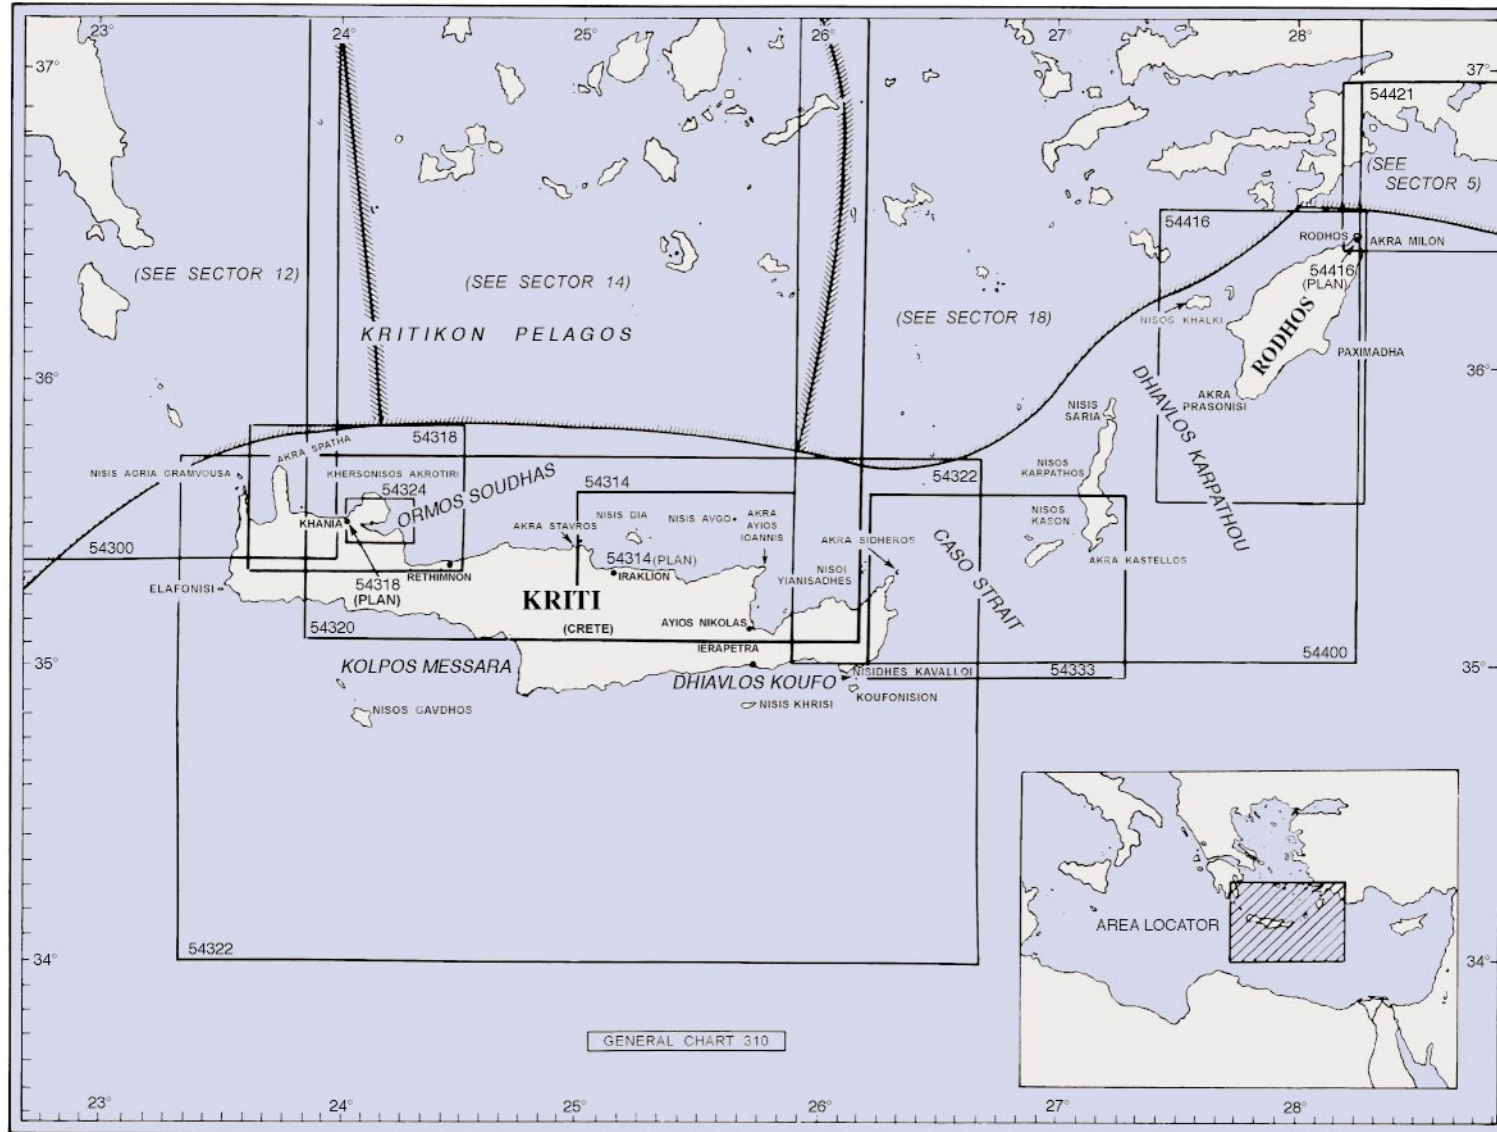 23° 24° 25° 26° 27° 28°
37° 37°
54421
(SEE
SECTOR 5)
54416
RODHOS
AKRA MILON
(SEE SECTOR 12)
(SEE SECTOR 14)
54416
(PLAN)
(SEE SECTOR 18)
NISOS KHALKI
RODHOS
KRITIKON PELAGOS
PAXIMADHA
36° 36°
DHIAVLOS KARPATHOU
AKRA
PRASONISI
NISIS
SARIA
54318
AKRA SPATHA
NISIS AGRIA GRAMVOUSA
KHERSONISOS AKROTIRI
54322
NISOS
KARPATHOS
54324
ORMOS SOUDHAS
54314
NISIS DIA
NISIS AVGO
AKRA
AYIOS
IOANNIS
NISOS
KASON
KHANIA
AKRA STAVROS
AKRA SIDHEROS
CASO STRAIT
54300
54314 (PLAN)
NISOI
YIANISADHES
AKRA KASTELLOS
RETHIMNON
IRAKLION
ELAFONISI
54318
(PLAN)
KRITI
(CRETE)
54320
AYIOS NIKOLAS
IERAPETRA
54400
35° 35°
KOLPOS MESSARA
DHIAVLOS KOUFO
NISIDHES KAVALLOI
54333
KOUFONISION
NISOS GAVDHOS
NISIS KHRISI
AREA LOCATOR
54322
34° 34°
GENERAL CHART 310
23° 24° 25° 26° 27° 28°